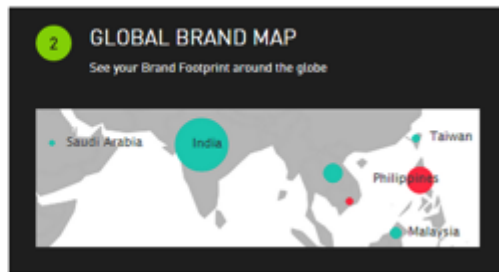 2
GLOBAL BRAND MAP
See your Brand Footprint around the globe
Saudi Arabia
India
Taiwan
Philippines
Malaysia